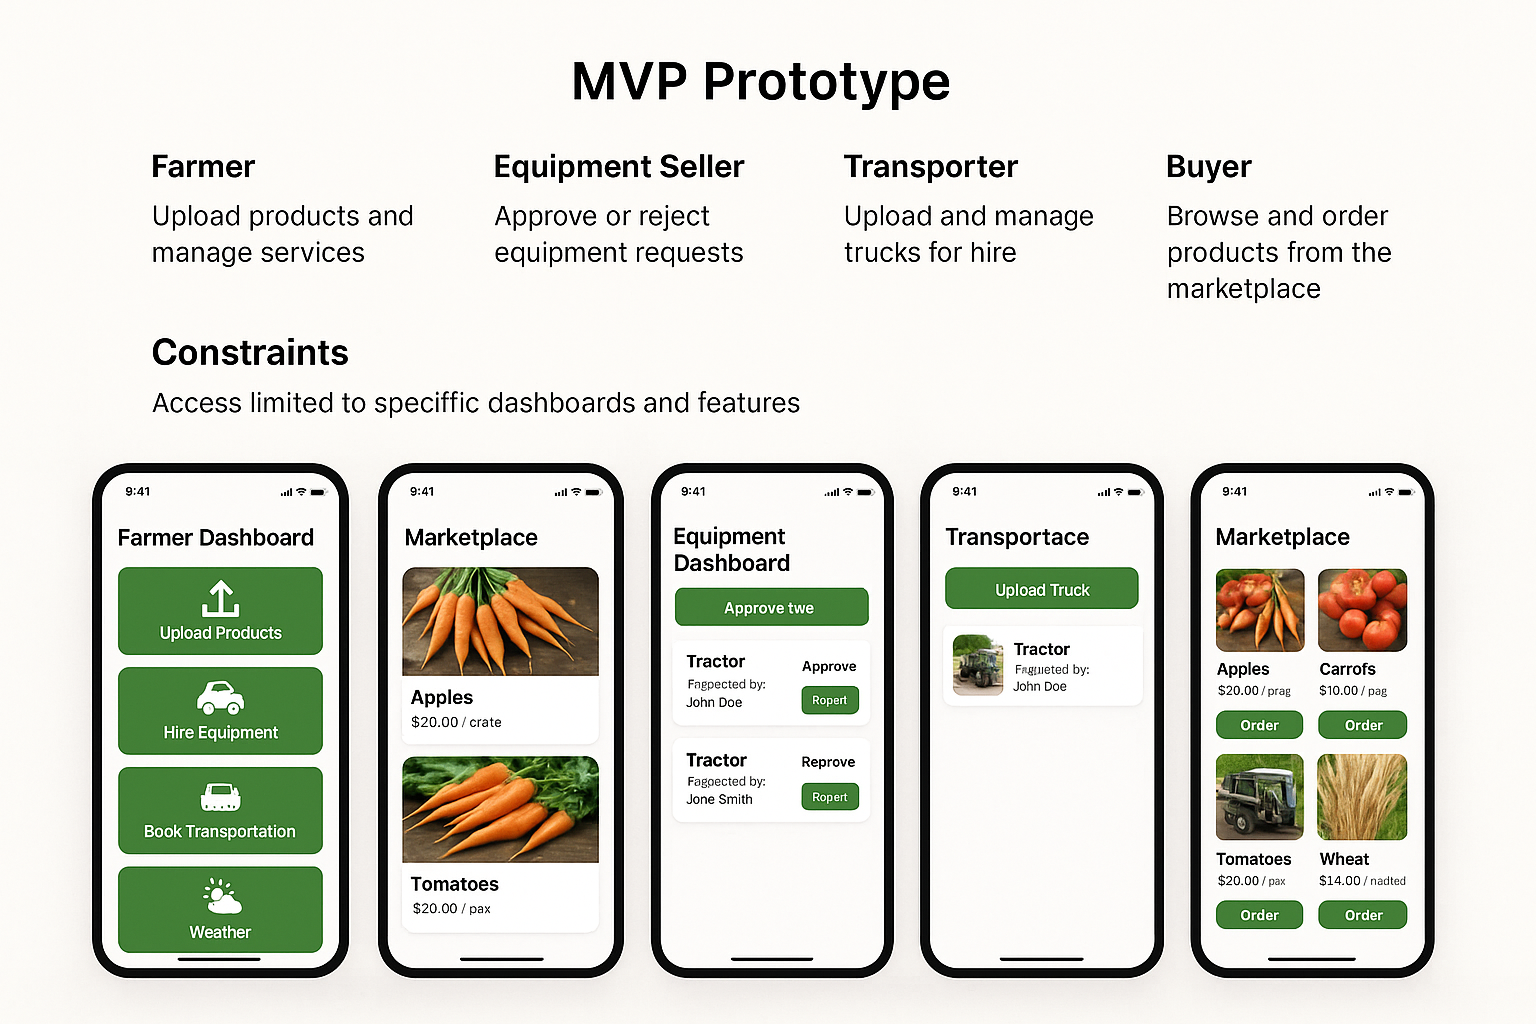 MVP Prototype
Farmer
Upload products and
manage services
Equipment Seller
Approve or reject
equipment requests
Transporter
Upload and manage
trucks for hire
Buyer
Browse and order
products from the
marketplace
Constraints
Access limited to speciffic dashboards and features
9:41
Farmer Dashboard
Upload Products
Hire Equipment
Book Transportation
Weather
9:41
Marketplace
Apples
$20.00 / crate
Tomatoes
$20.00 / pax
9:41
Equipment
Dashboard
Approve twe
Tractor
Approve
Fagpected by:
John Doe
Ropert
Tractor
Reprove
Fagpected by:
Jone Smith
Ropert
9:41
Transportace
Upload Truck
Tractor
by:
John Doe
9:41
Marketplace
Apples
$20.00 / prag
Order
Carrofs
$10.00 / pag
Order
Tomatoes
$20.00 / pax
Order
Wheat
$14.00 / nadted
Order